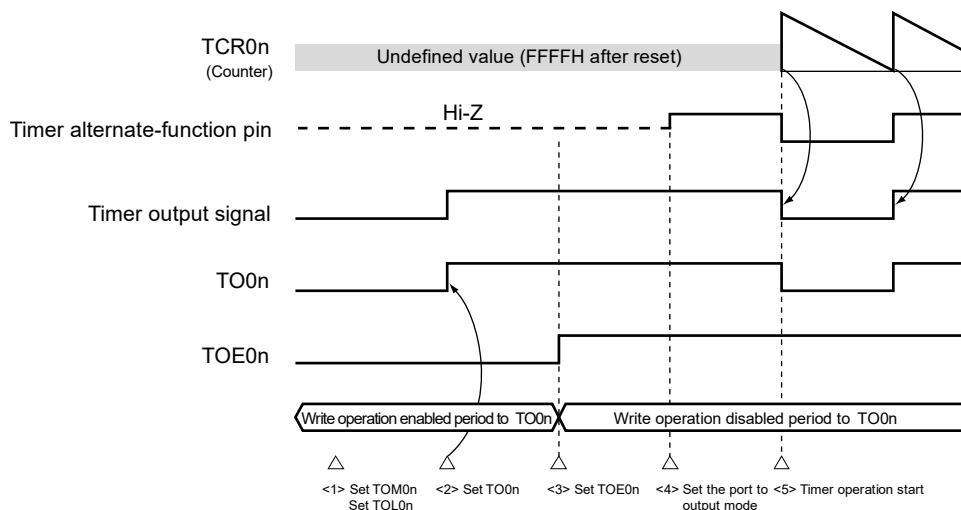 TCR0n
(Counter)
Undefined value (FFFFH after reset)
Timer alternate-function pin
Hi-Z
Timer output signal
TO0n
TOE0n
Write operation enabled period to TO0n
Write operation disabled period to TO0n
<1> Set TOM0n
Set TOL0n
<2> Set TO0n
<3> Set TOE0n
<4> Set the port to
output mode
<5> Timer operation start